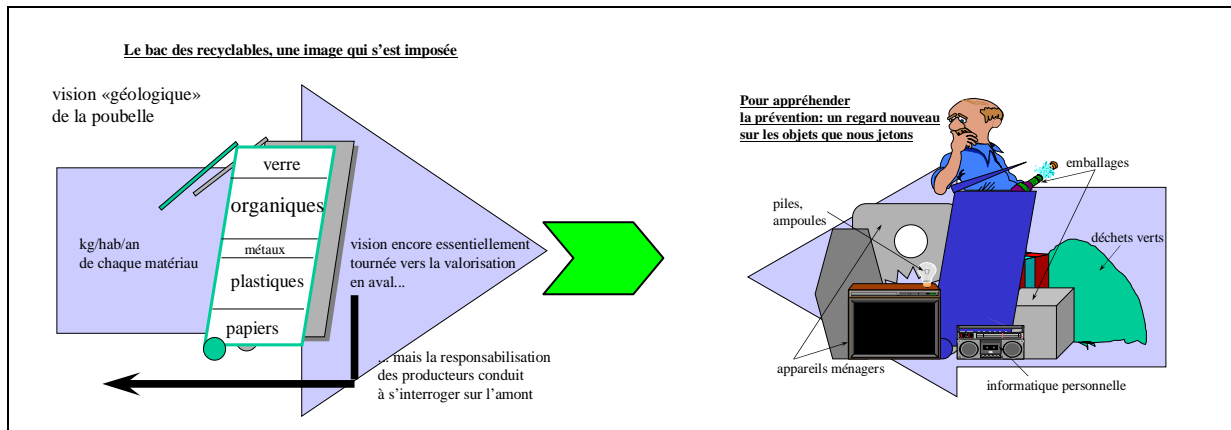 Le bac des recyclables, une image qui s'est imposée
vision «géologique»
de la poubelle
verre
organiques
métaux
plastiques
papiers
kg/hab/an
de chaque matériau
vision encore essentiellement
tournée vers la valorisation
en aval...
... mais la responsabilisation
des producteurs conduit
à s'interroger sur l'amont
Pour appréhender
la prévention: un regard nouveau
sur les objets que nous jetons
emballages
piles,
ampoules
déchets verts
appareils ménagers
informatique personnelle